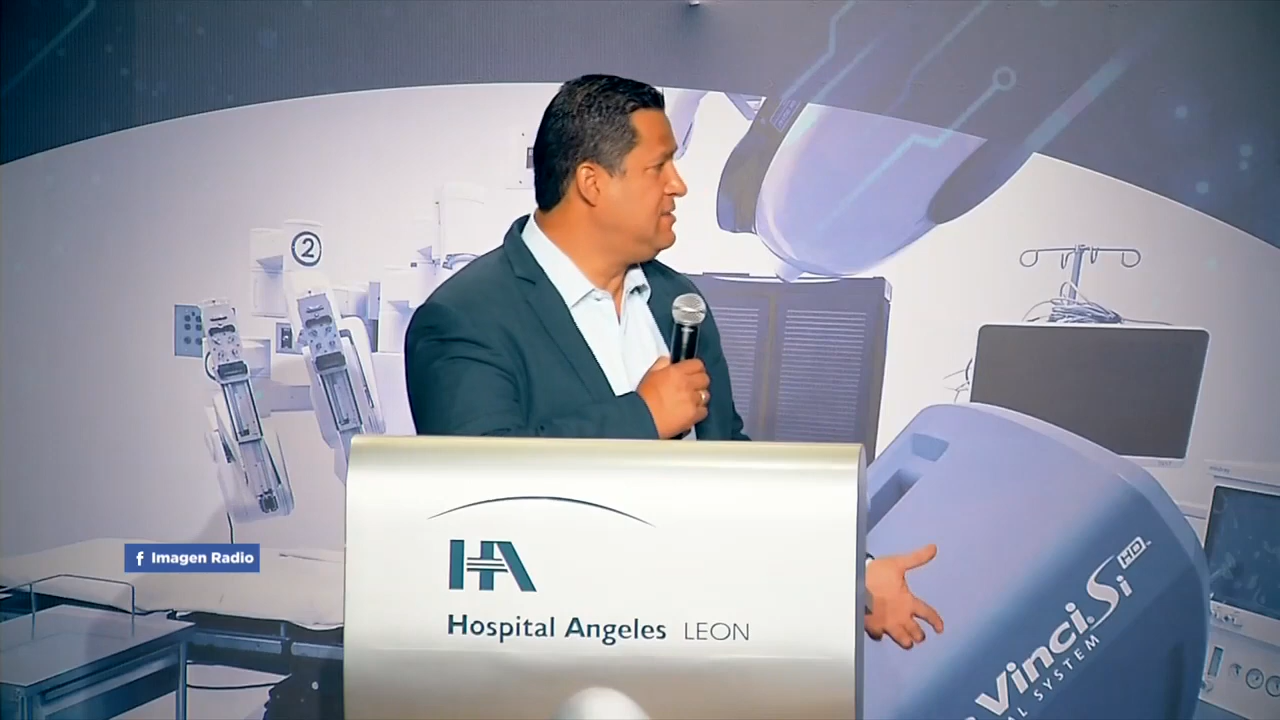 2
f Imagen Radio
HA
Hospital Angeles LEON
Vinci.Si HD
SYSTEM